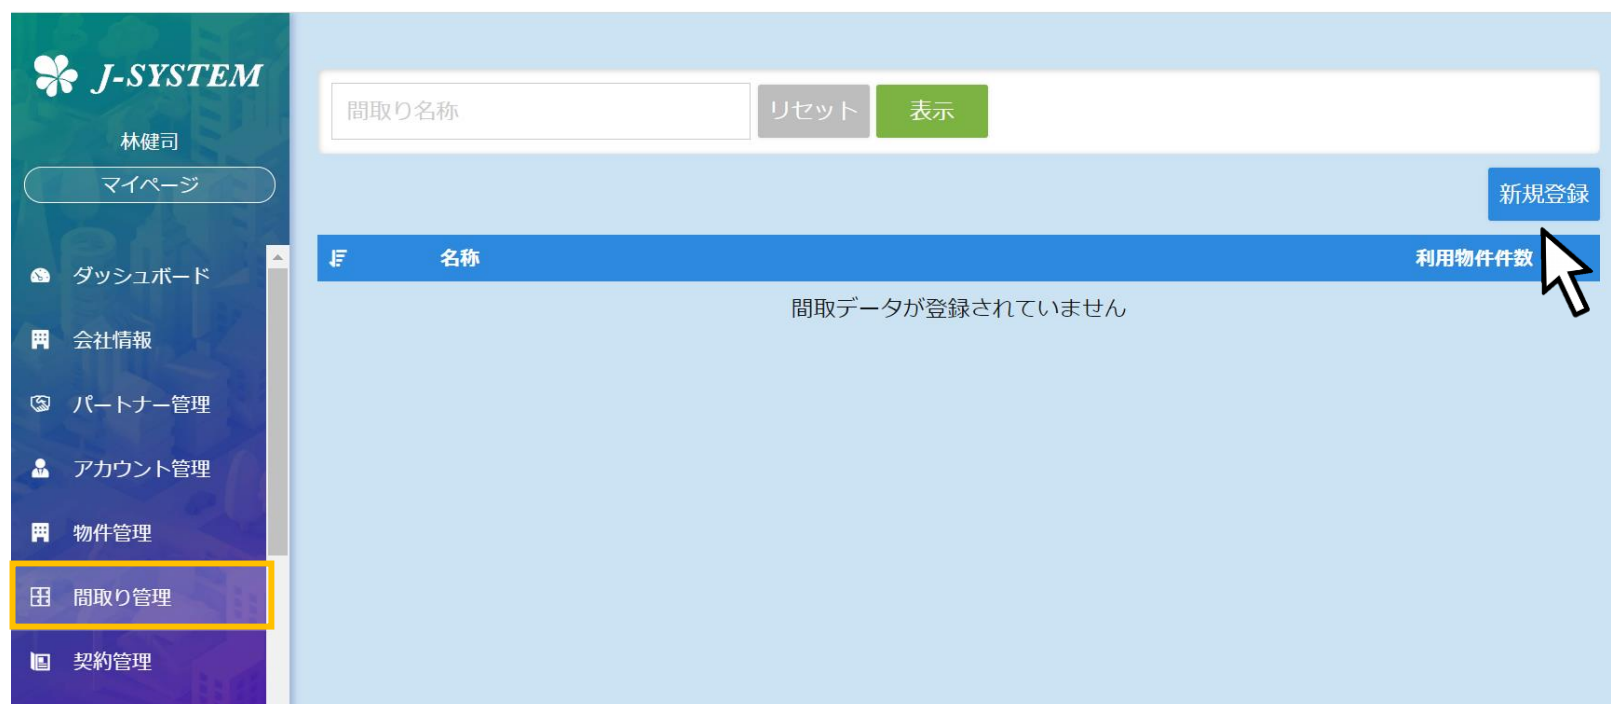 J-SYSTEM
林健司
マイページ
ダッシュボード
会社情報
パートナー管理
アカウント管理
物件管理
間取り管理
契約管理
間取り名称 リセット 表示
新規登録
名称 利用物件件数
間取データが登録されていません